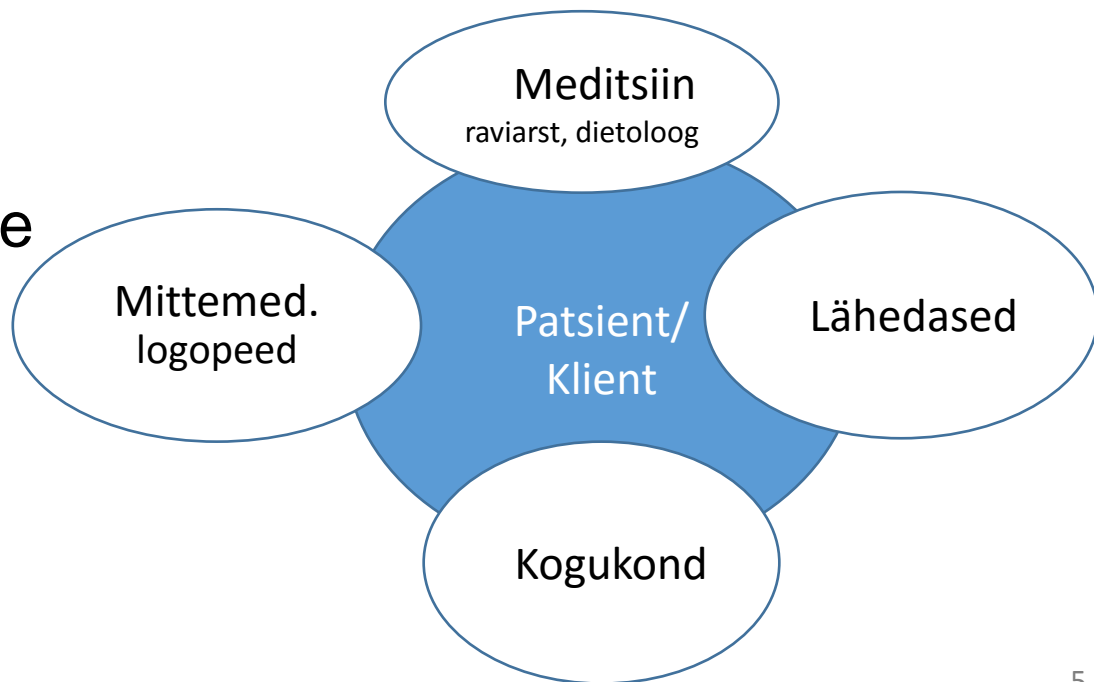 Meditsiin
raviarst, dietoloog
e
Mittemed.
logopeed
Patsient/
Klient
Lähedased
Kogukond
5